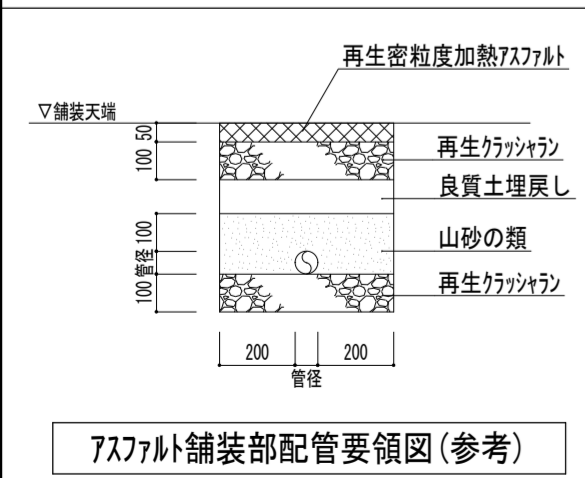 再生密粒度加熱ｱｽﾌｧﾙﾄ
▽舗装天端
50
100
再生ｸﾗｯｼｬﾗﾝ
良質土埋戻し
100
山砂の類
管径
100
再生ｸﾗｯｼｬﾗﾝ
200
200
管径
ｱｽﾌｧﾙﾄ舗装部配管要領図(参考)